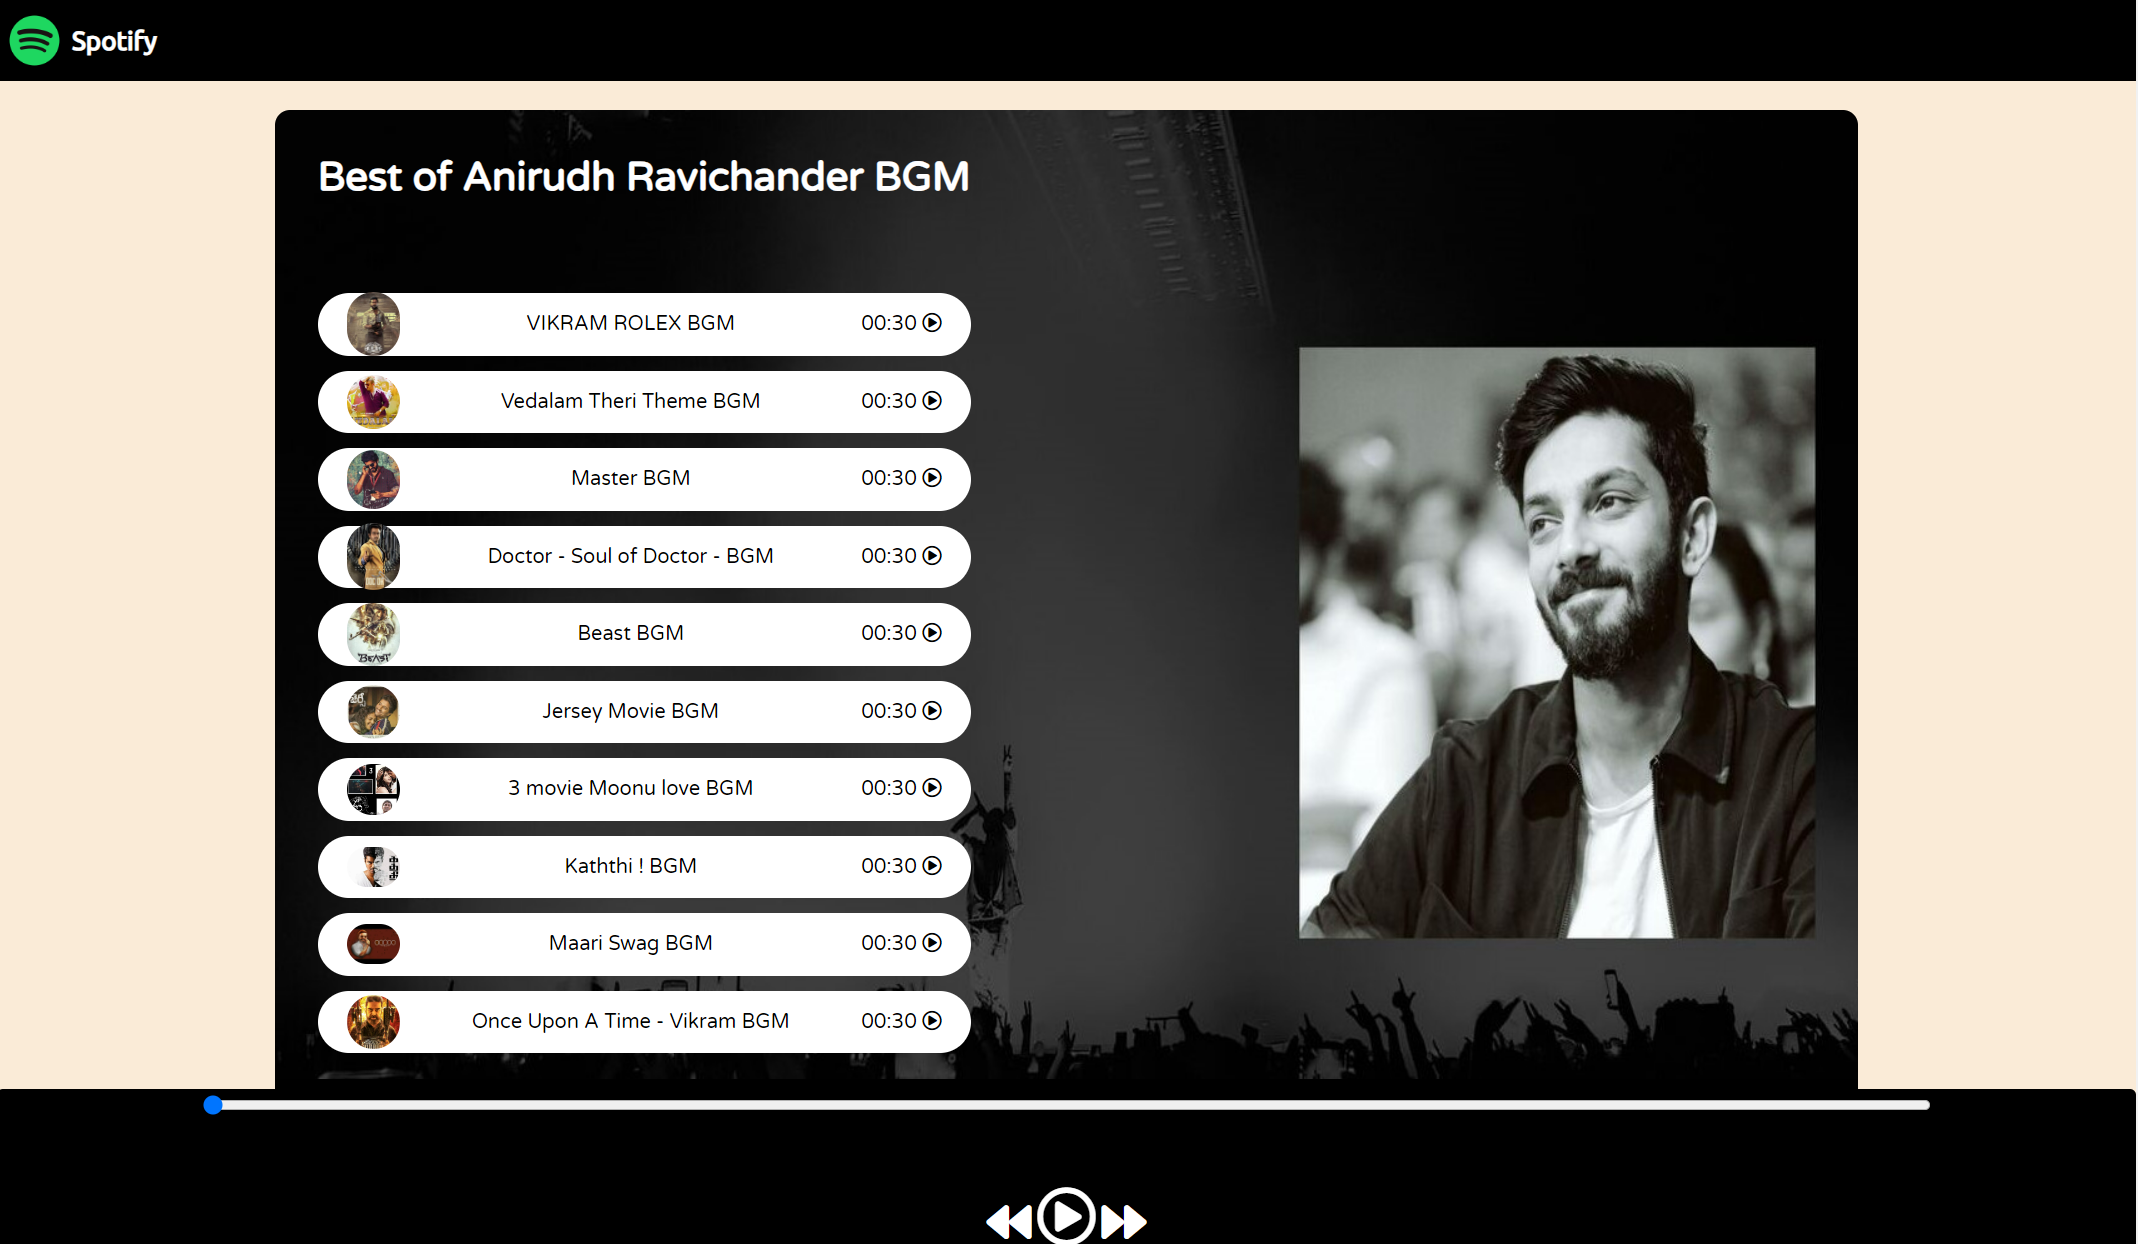 Spotify
Best of Anirudh Ravichander BGM
VIKRAM ROLEX BGM 00:30
Vedalam Theri Theme BGM 00:30
Master BGM 00:30
Doctor - Soul of Doctor - BGM 00:30
Beast BGM 00:30
BEAST
Jersey Movie BGM 00:30
3 movie Moonu love BGM 00:30
Kaththi ! BGM 00:30
Maari Swag BGM 00:30
Once Upon A Time - Vikram BGM 00:30